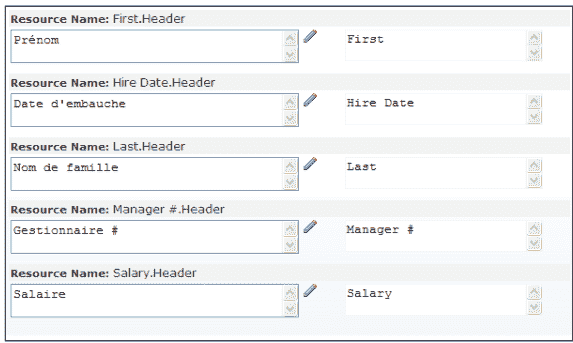 Resource Name: First.Header
Prénom First
Resource Name: Hire Date.Header
Date d'embauche Hire Date
Resource Name: Last.Header
Nom de famille Last
Resource Name: Manager #.Header
Gestionnaire # Manager #
Resource Name: Salary.Header
Salaire Salary